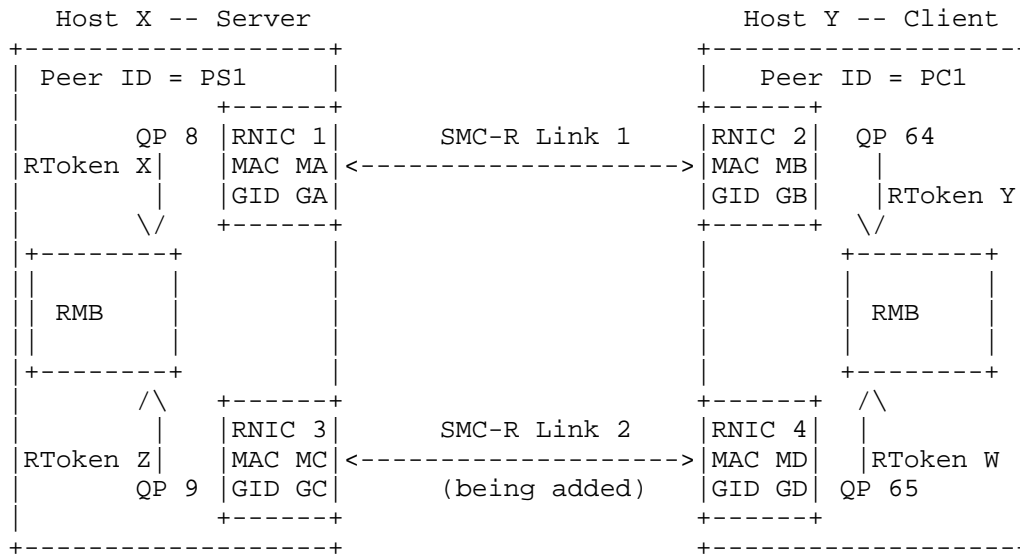 Host X -- Server Host Y -- Client
Peer ID = PS1 Peer ID = PC1
QP 8 RNIC 1 SMC-R Link 1 RNIC 2 QP 64
RToken X MAC MA MAC MB
GID GA GID GB RToken Y
RMB RMB
RNIC 3 SMC-R Link 2 RNIC 4
RToken Z MAC MC MAC MD RToken W
QP 9 GID GC (being added) GID GD QP 65